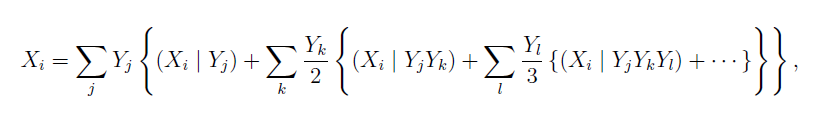 X_i = \sum_j Y_j \left\{ (X_i \mid Y_j) + \sum_k \frac{Y_k}{2} \left\{ (X_i \mid Y_j Y_k) + \sum_l \frac{Y_l}{3} \left\{ (X_i \mid Y_j Y_k Y_l) + \cdots \right\} \right\} \right\},